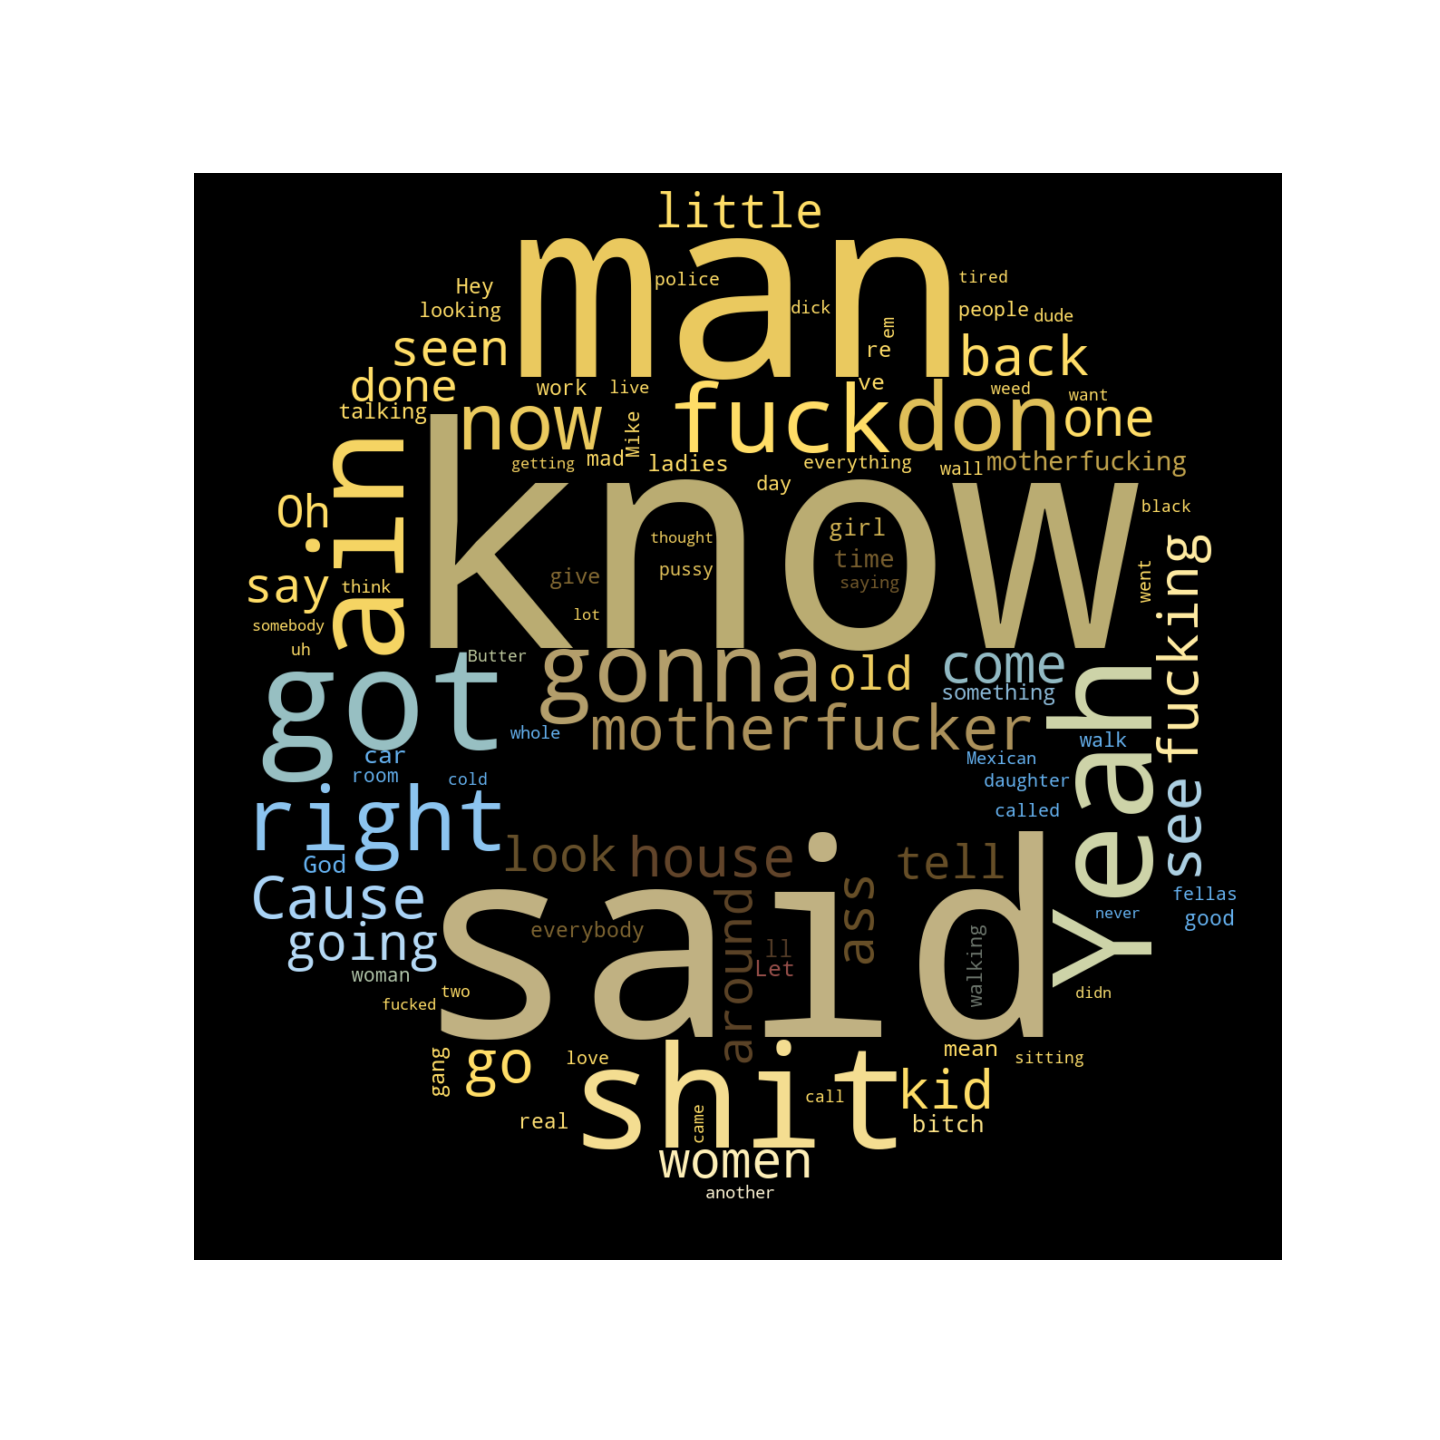 little
man
police
tired
Hey
dick
people
looking
dude
em
seen
re
back
done
work
live
ve
weed
want
talking
now
Mike
fuck
don
one
getting
mad
ladies
everything
wall
motherfucking
day
ain
know
Oh
black
girl
thought
time
say
think
give
pussy
saying
went
fucking
lot
somebody
uh
got
Butter
gonna
old
come
something
Yeah
motherfucker
whole
walk
car
room
cold
Mexican
daughter
right
called
see
look
house
tell
God
said
Cause
around
ass
fellas
never
good
going
everybody
ll
Let
walking
woman
fucked
two
didn
gang
go
love
shit
mean
sitting
kid
call
real
came
bitch
women
another